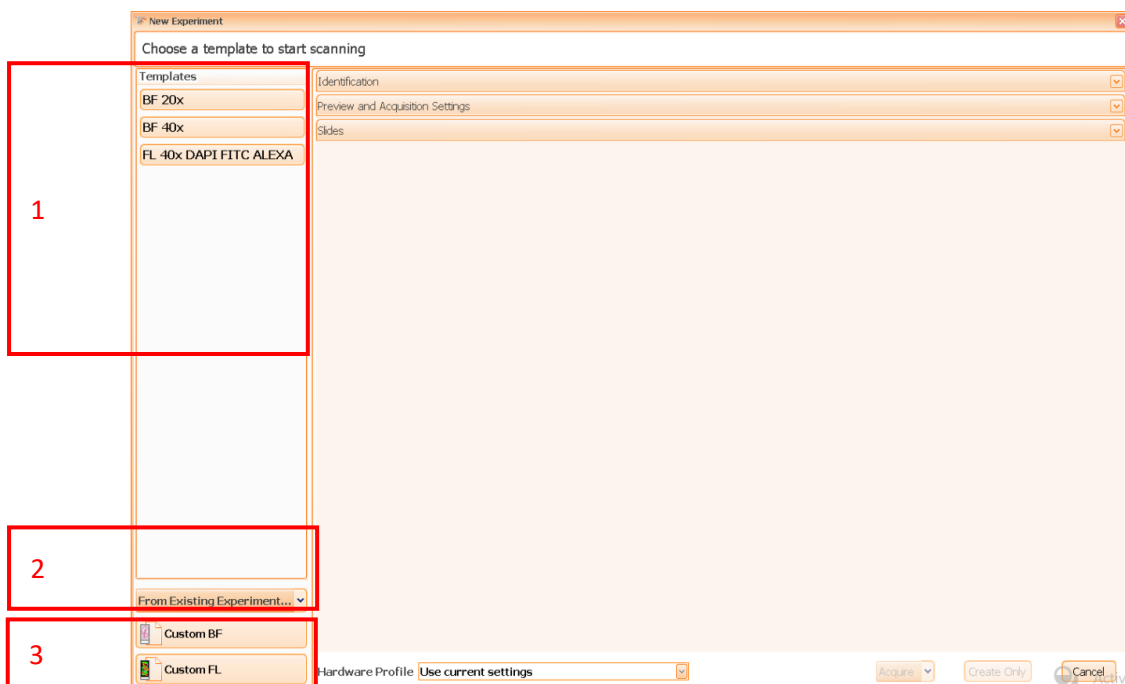 New Experiment
Choose a template to start scanning
Templates
BF 20x
BF 40x
FL 40x DAPI FITC ALEXA
1
Identification
Preview and Acquisition Settings
Slides
2
From Existing Experiment...
3
Custom BF
Custom FL
Hardware Profile Use current settings
Acquire
Create Only
Cancel
Activ